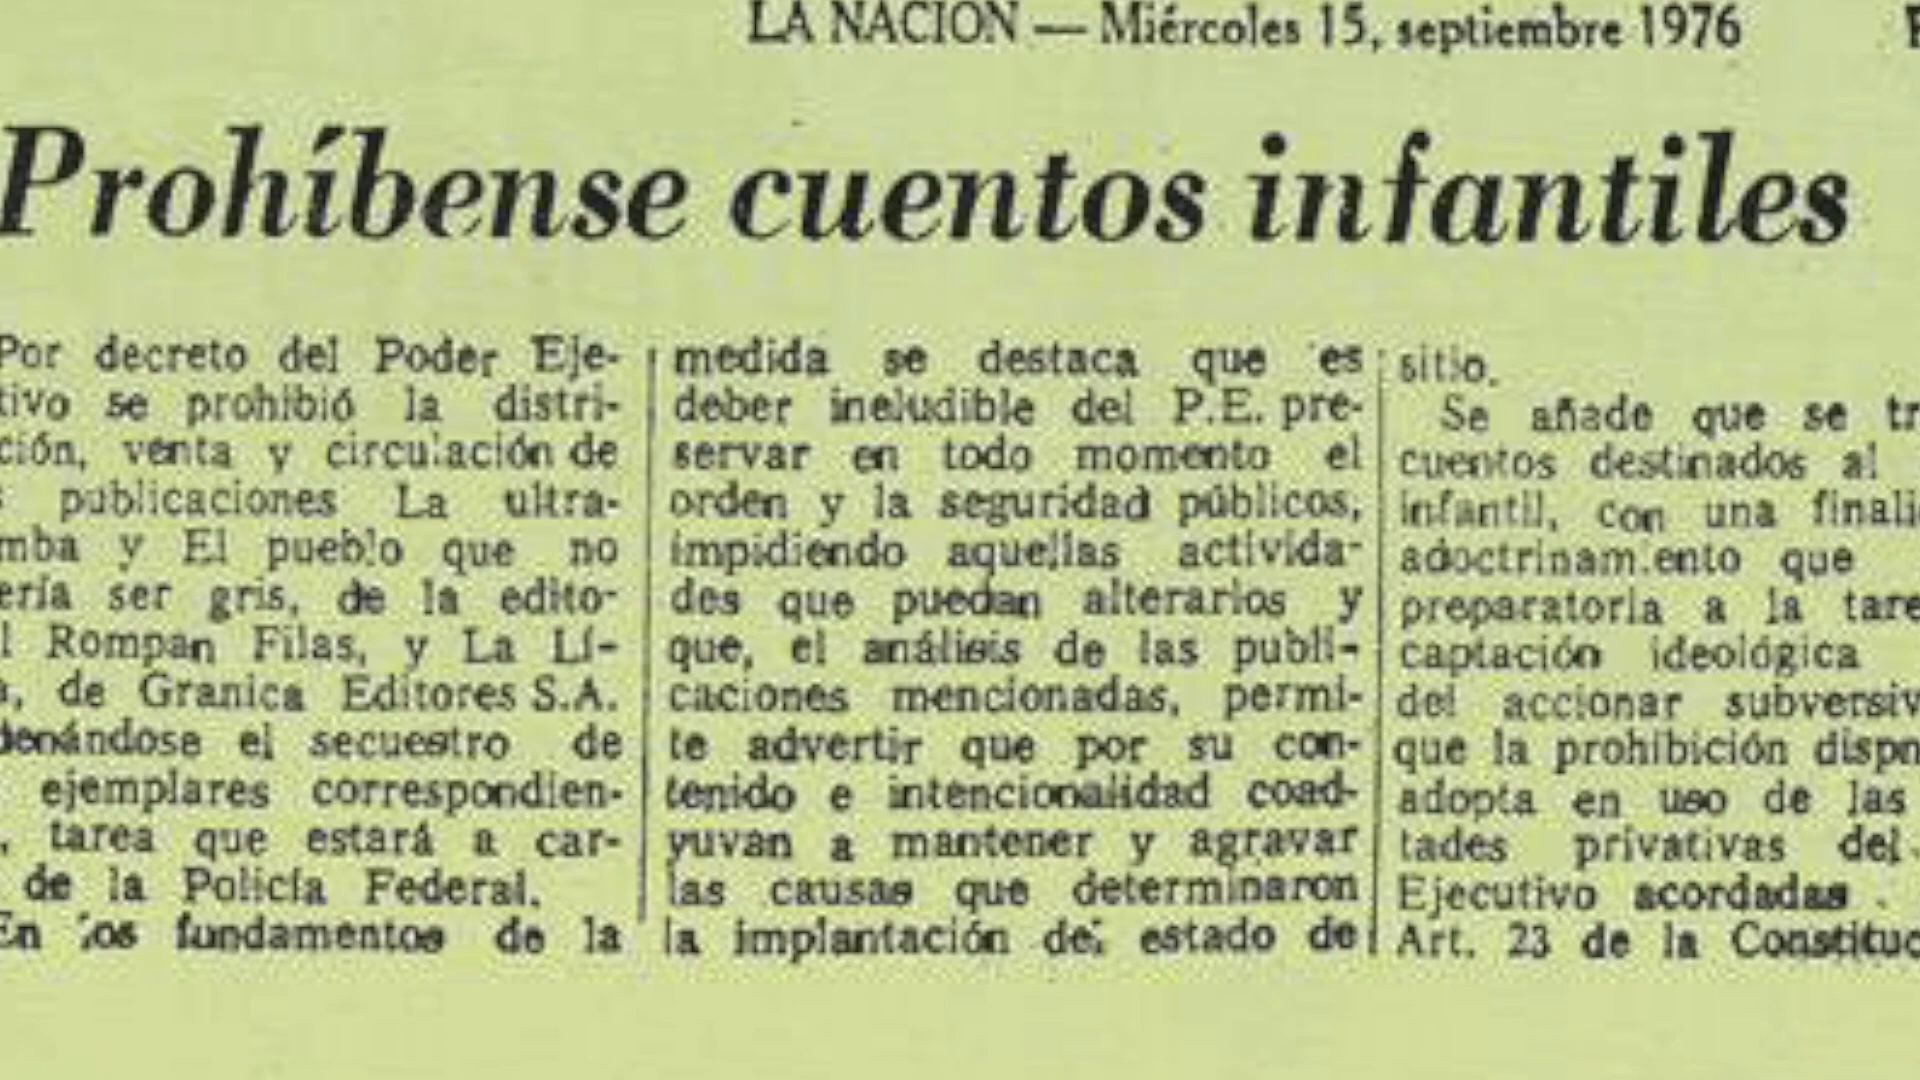 LA NACION — Miércoles 15, septiembre 1976
Prohíbense cuentos infantiles
Por decreto del Poder Eje-
tivo se prohibió la distri-
ción, venta y circulación de
publicaciones La ultra-
mba y El pueblo que no
ería ser gris, de la edito-
l Rompan Filas, y La Lí-
, de Granica Editores S.A.
denándose el secuestro de
ejemplares correspondien-
, tarea que estará a car-
de la Policía Federal.
En los fundamentos de la
medida se destaca que es
deber ineludible del P.E. pre-
servar en todo momento el
orden y la seguridad públicos,
impidiendo aquellas activida-
des que puedan alterarlos y
que, el análisis de las publi-
caciones mencionadas, permi-
te advertir que por su con-
tenido e intencionalidad coad-
yuvan a mantener y agravar
las causas que determinaron
la implantación del estado de
sitio.
Se añade que se tr
cuentos destinados al
infantil, con una finali
adoctrinamiento que
preparatoria a la tare
captación ideológica
del accionar subversiv
que la prohibición disp
adopta en uso de las
tades privativas del
Ejecutivo acordadas
Art. 23 de la Constituc